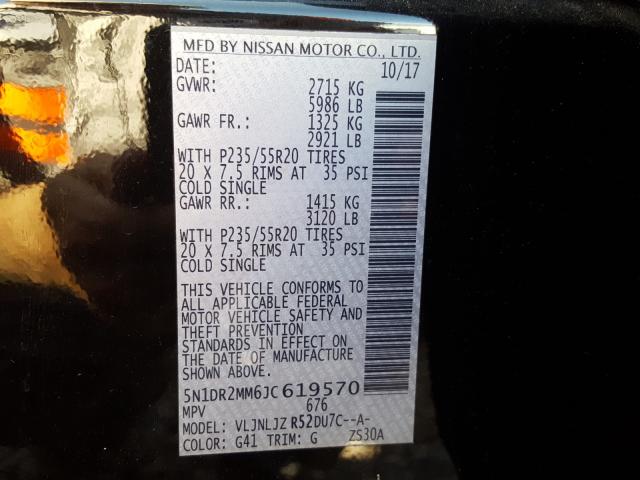 MFD BY NISSAN MOTOR CO., LTD.
DATE: 10/17
GVWR: 2715 KG
5986 LB
GAWR FR.: 1325 KG
2921 LB
WITH P235/55R20 TIRES
20 X 7.5 RIMS AT 35 PSI
COLD SINGLE
GAWR RR.: 1415 KG
3120 LB
WITH P235/55R20 TIRES
20 X 7.5 RIMS AT 35 PSI
COLD SINGLE
THIS VEHICLE CONFORMS TO
ALL APPLICABLE FEDERAL
MOTOR VEHICLE SAFETY AND
THEFT PREVENTION
STANDARDS IN EFFECT ON
THE DATE OF MANUFACTURE
SHOWN ABOVE.
5N1DR2MM6JC619570
MPV 676
MODEL: VLJNLJZ R52DU7C--A-
COLOR: G41 TRIM: G ZS30A